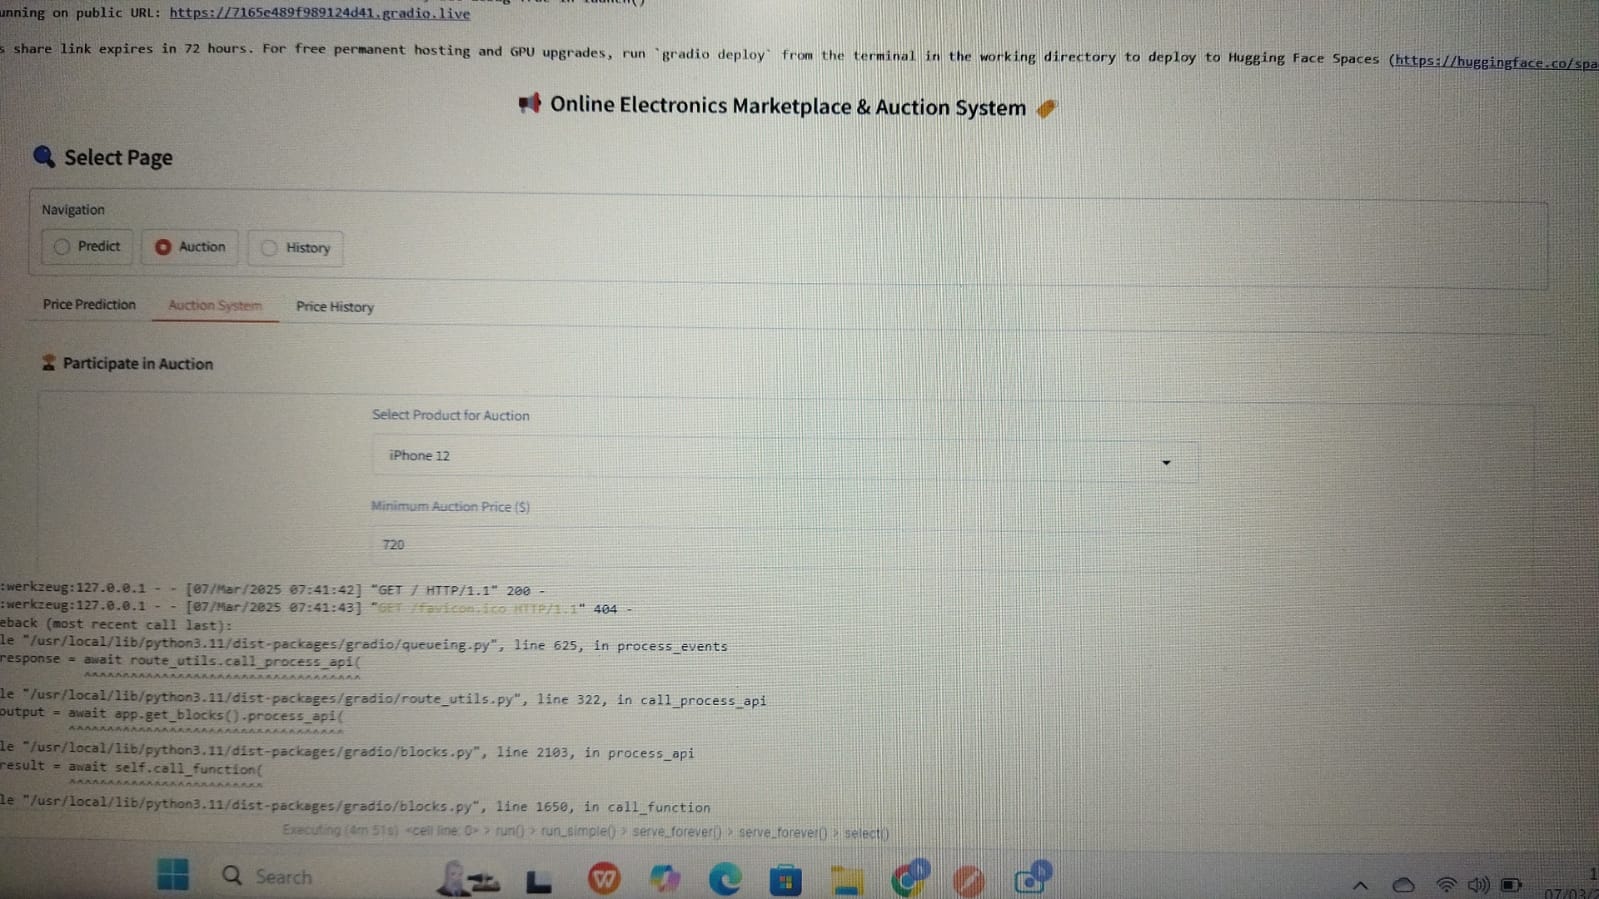 unning on public URL: https://7165e489f989124d41.gradio.live
s share link expires in 72 hours. For free permanent hosting and GPU upgrades, run `gradio deploy` from the terminal in the working directory to deploy to Hugging Face Spaces (https://huggingface.co/spa
Online Electronics Marketplace & Auction System
Select Page
Navigation
Predict Auction History
Price Prediction Auction System Price History
Participate in Auction
Select Product for Auction
iPhone 12
Minimum Auction Price ($)
720
:werkzeug:127.0.0.1 - - [07/Mar/2025 07:41:42] "GET / HTTP/1.1" 200 -
:werkzeug:127.0.0.1 - - [07/Mar/2025 07:41:43] "GET /favicon.ico HTTP/1.1" 404 -
eback (most recent call last):
le "/usr/local/lib/python3.11/dist-packages/gradio/queueing.py", line 625, in process_events
response = await route_utils.call_process_api(
^^^^^^^^^^^^^^^^^^^^^^^^^^^^^^^^^^^
le "/usr/local/lib/python3.11/dist-packages/gradio/route_utils.py", line 322, in call_process_api
output = await app.get_blocks().process_api(
^^^^^^^^^^^^^^^^^^^^^^^^^^^^^^^^^^^
le "/usr/local/lib/python3.11/dist-packages/gradio/blocks.py", line 2103, in process_api
result = await self.call_function(
^^^^^^^^^^^^^^^^^^^^^^^^^
le "/usr/local/lib/python3.11/dist-packages/gradio/blocks.py", line 1650, in call_function
Executing (4m 51s) <cell line: 0> > run() > run_simple() > serve_forever() > serve_forever() > select()
Search